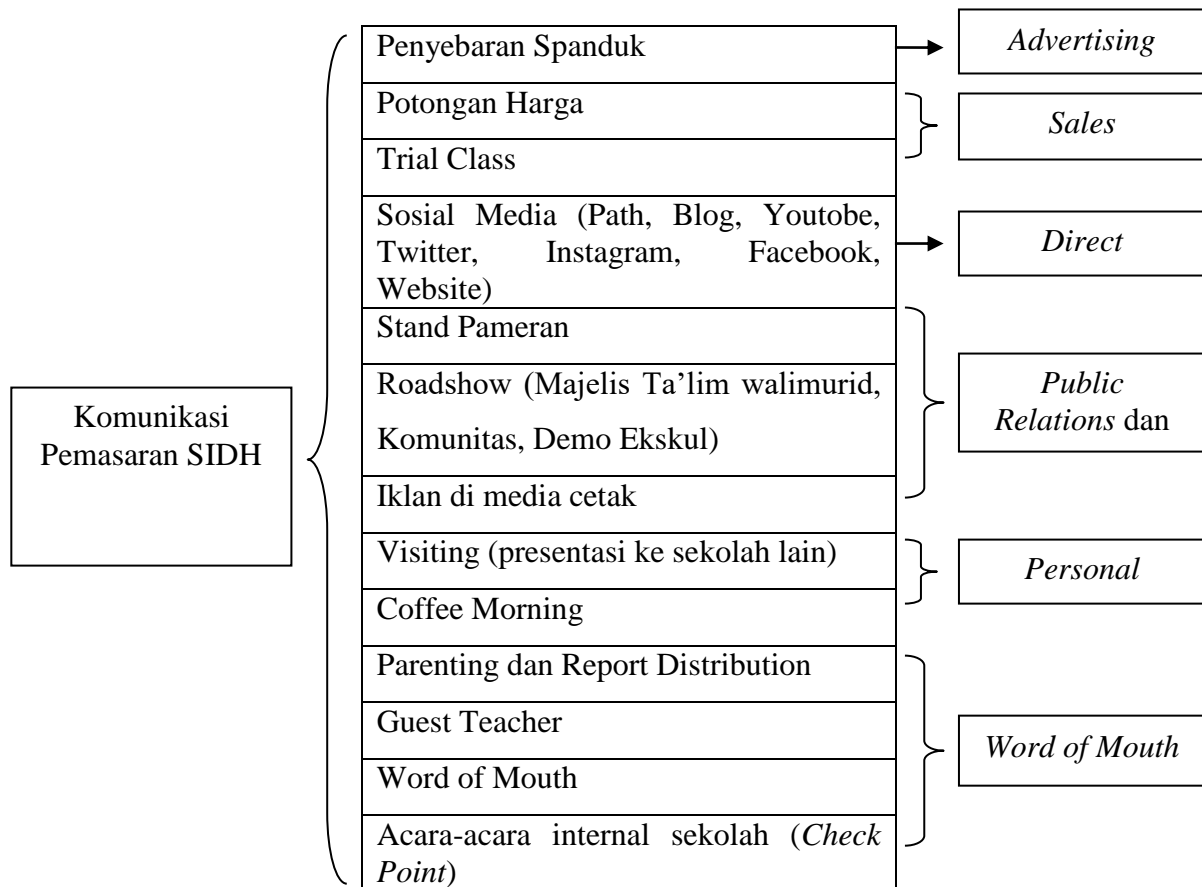 Penyebaran Spanduk
Advertising
Potongan Harga
Sales
Trial Class
Sosial Media (Path, Blog, Youtobe,
Twitter, Instagram, Facebook,
Website)
Direct
Stand Pameran
Roadshow (Majelis Ta’lim walimurid,
Komunitas, Demo Ekskul)
Iklan di media cetak
Public
Relations dan
Komunikasi
Pemasaran SIDH
Visiting (presentasi ke sekolah lain)
Coffee Morning
Personal
Parenting dan Report Distribution
Guest Teacher
Word of Mouth
Acara-acara internal sekolah (Check
Point)
Word of Mouth